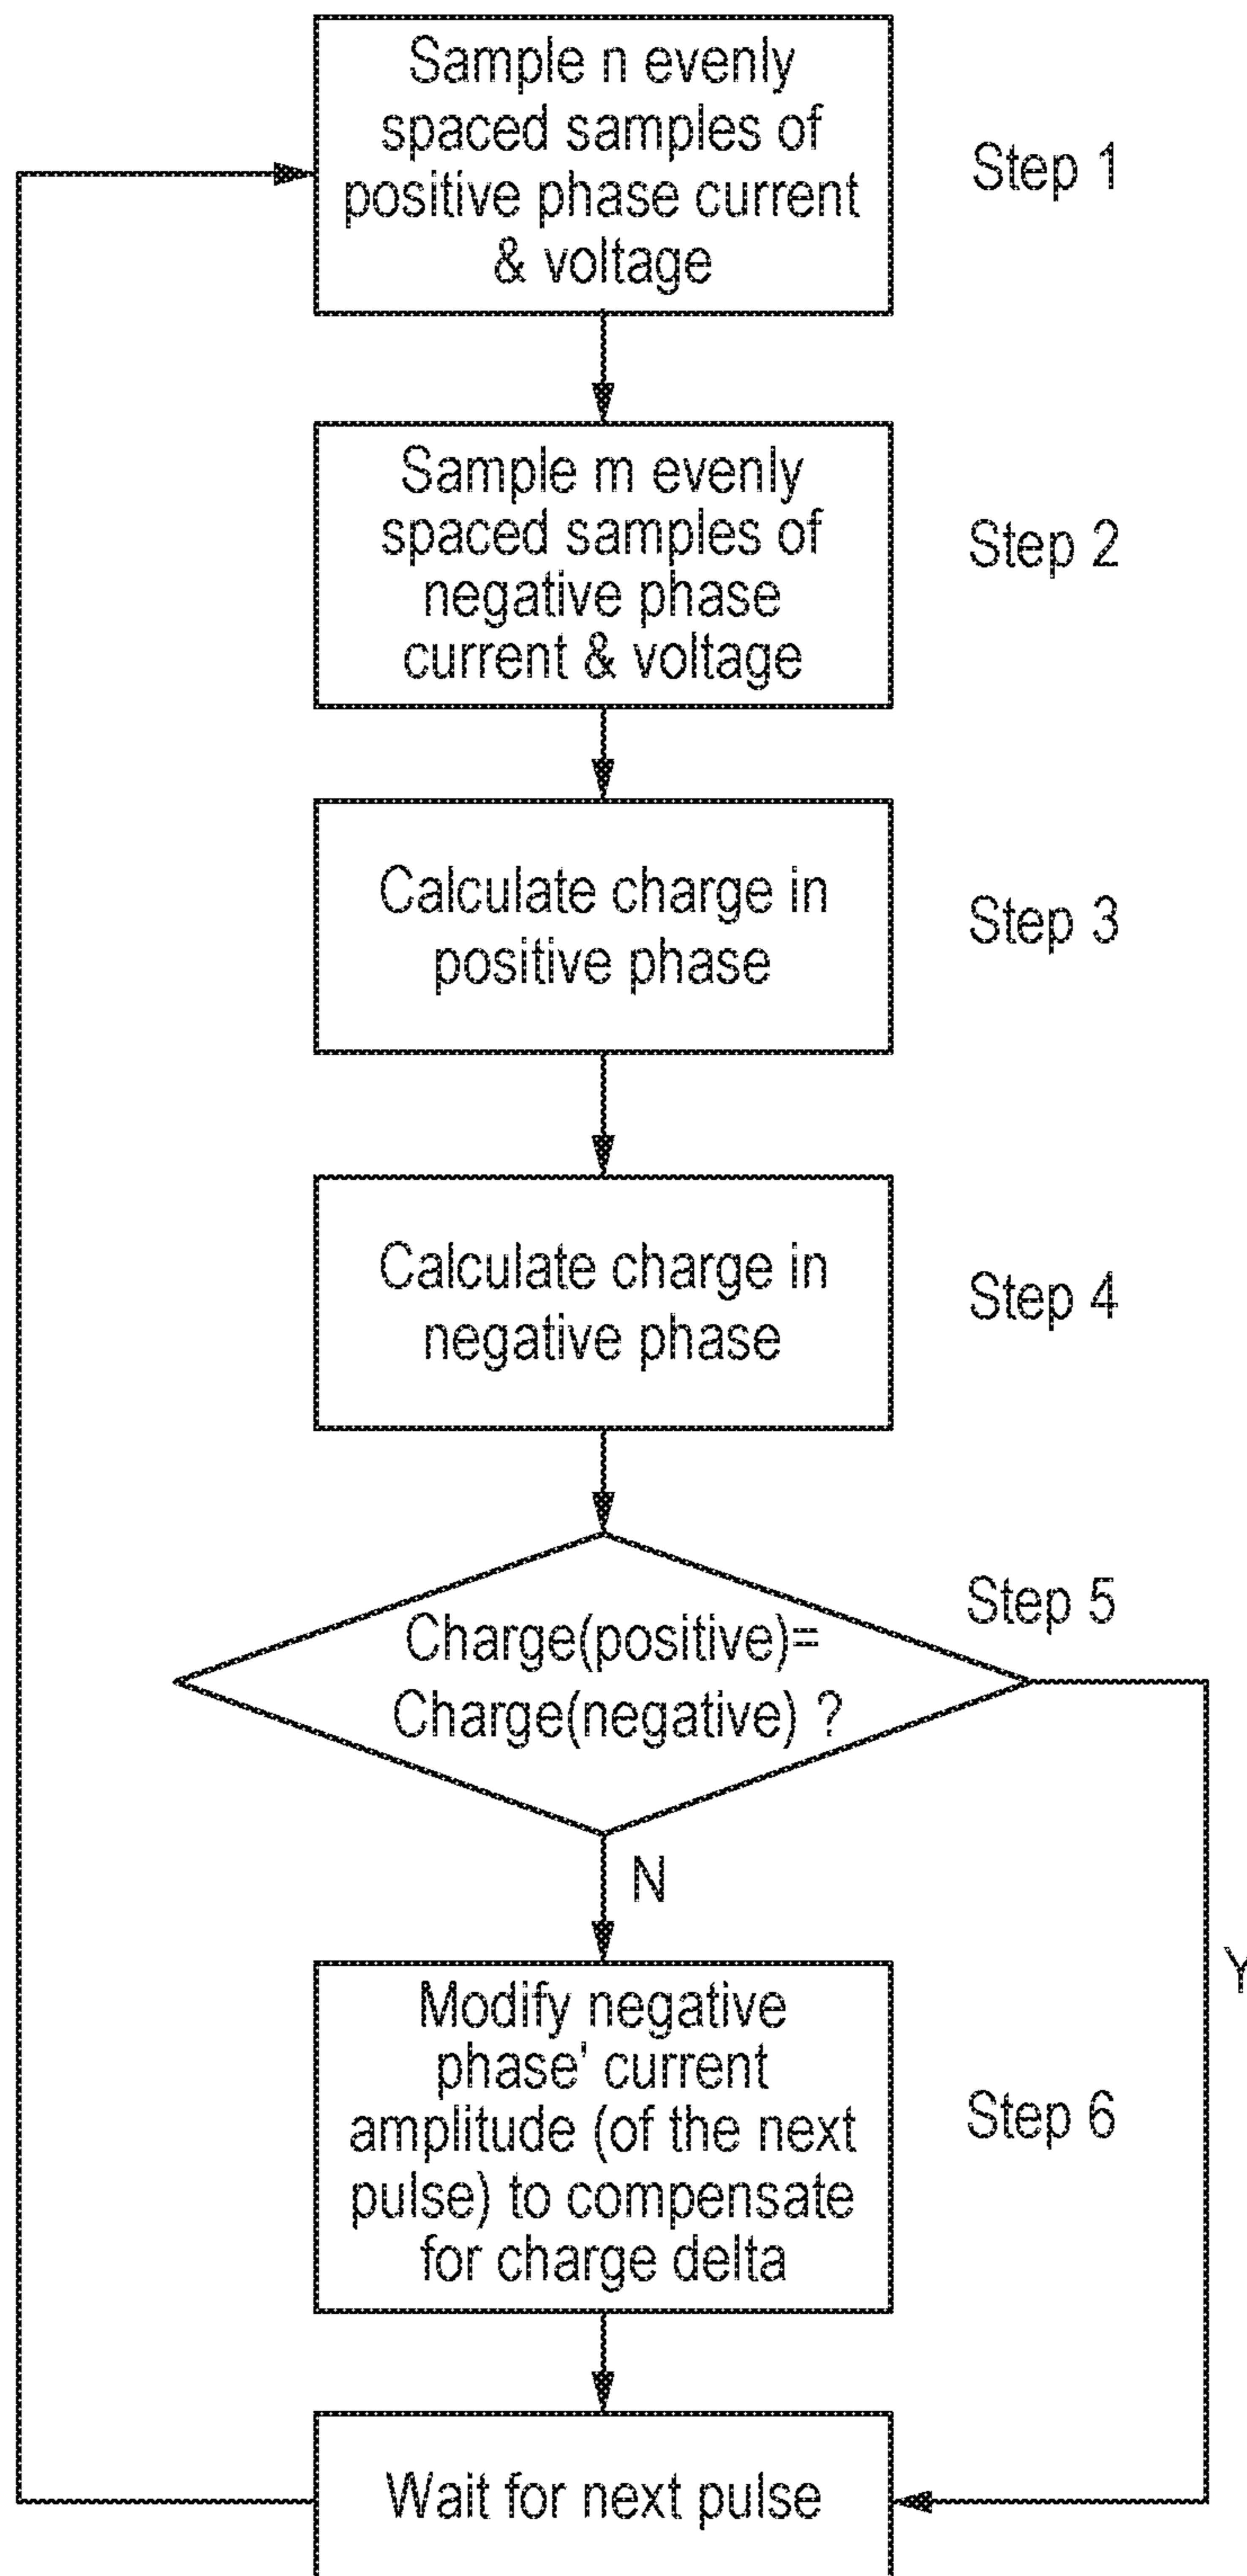 Sample n evenly
spaced samples of
positive phase current
& voltage
Step 1
Sample m evenly
spaced samples of
negative phase
current & voltage
Step 2
Calculate charge in
positive phase
Step 3
Calculate charge in
negative phase
Step 4
Charge(positive)=
Charge(negative) ?
Step 5
N
Y
Modify negative
phase' current
amplitude (of the next
pulse) to compensate
for charge delta
Step 6
Wait for next pulse